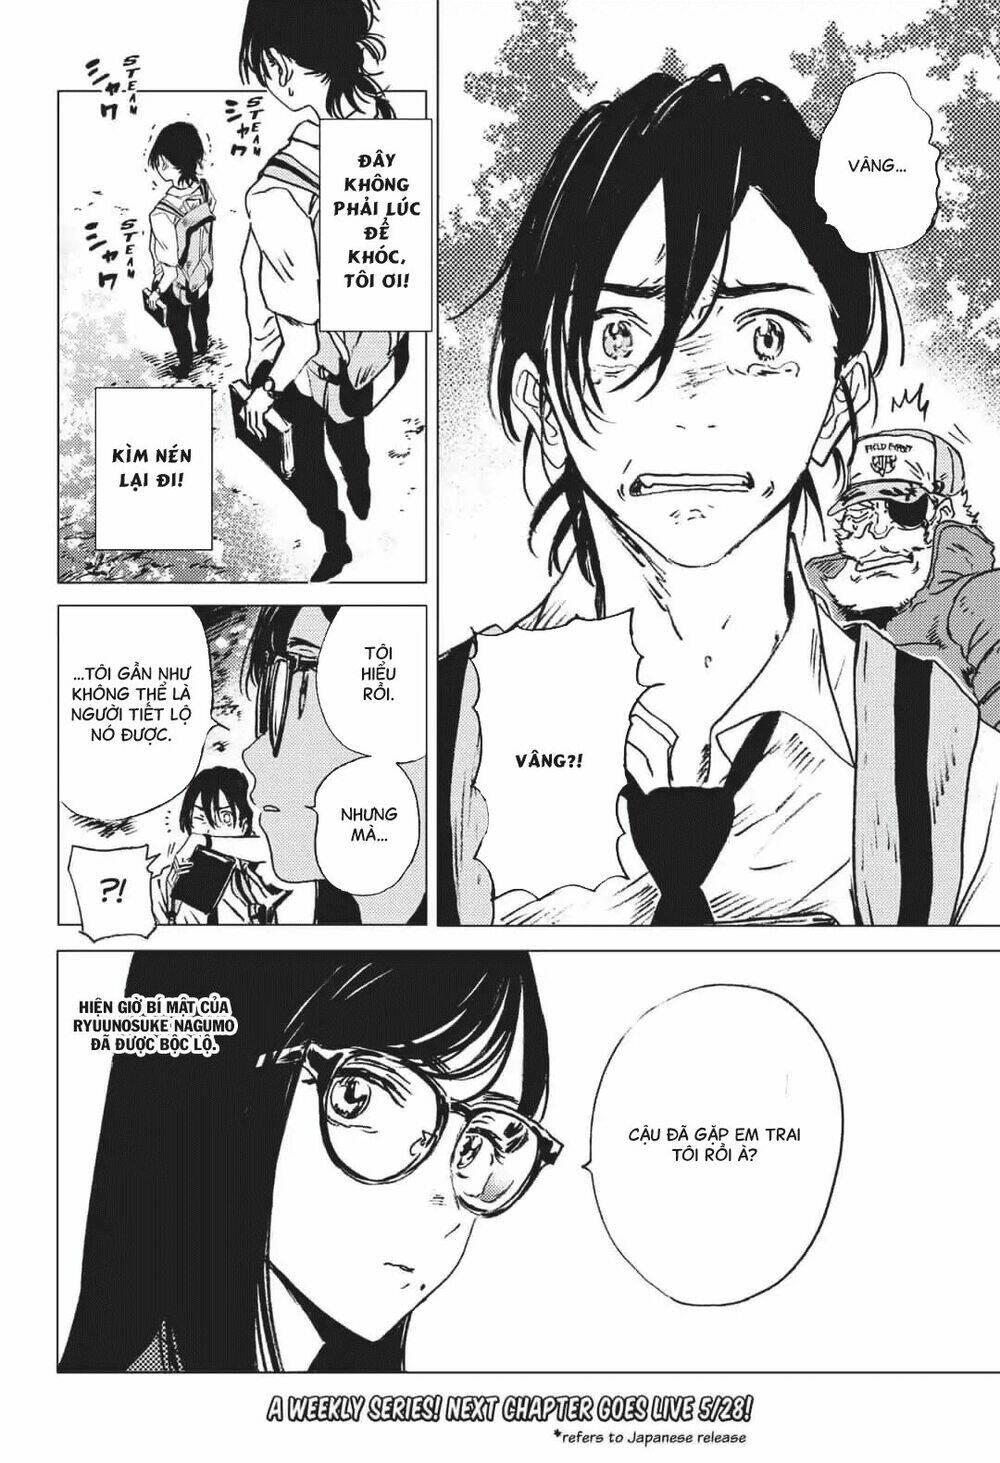 VÂNG...
FIELD EXPERT
VÂNG?!
ĐÂY
KHÔNG
PHẢI LÚC
ĐỂ
KHÓC,
TÔI ƠI!
KÌM NÉN
LẠI ĐI!
シャク
STEAM
STEAM
シャク
STEAM
TÔI
HIỂU
RỒI.
NHƯNG
MÀ...
...TÔI GẦN NHƯ
KHÔNG THỂ LÀ
NGƯỜI TIẾT LỘ
NÓ ĐƯỢC.
?!
HIỆN GIỜ BÍ MẬT CỦA
RYUUNOSUKE NAGUMO
ĐÃ ĐƯỢC BỘC LỘ.
CẬU ĐÃ GẶP EM TRAI
TÔI RỒI À?
A WEEKLY SERIES! NEXT CHAPTER GOES LIVE 5/28!
*refers to Japanese release